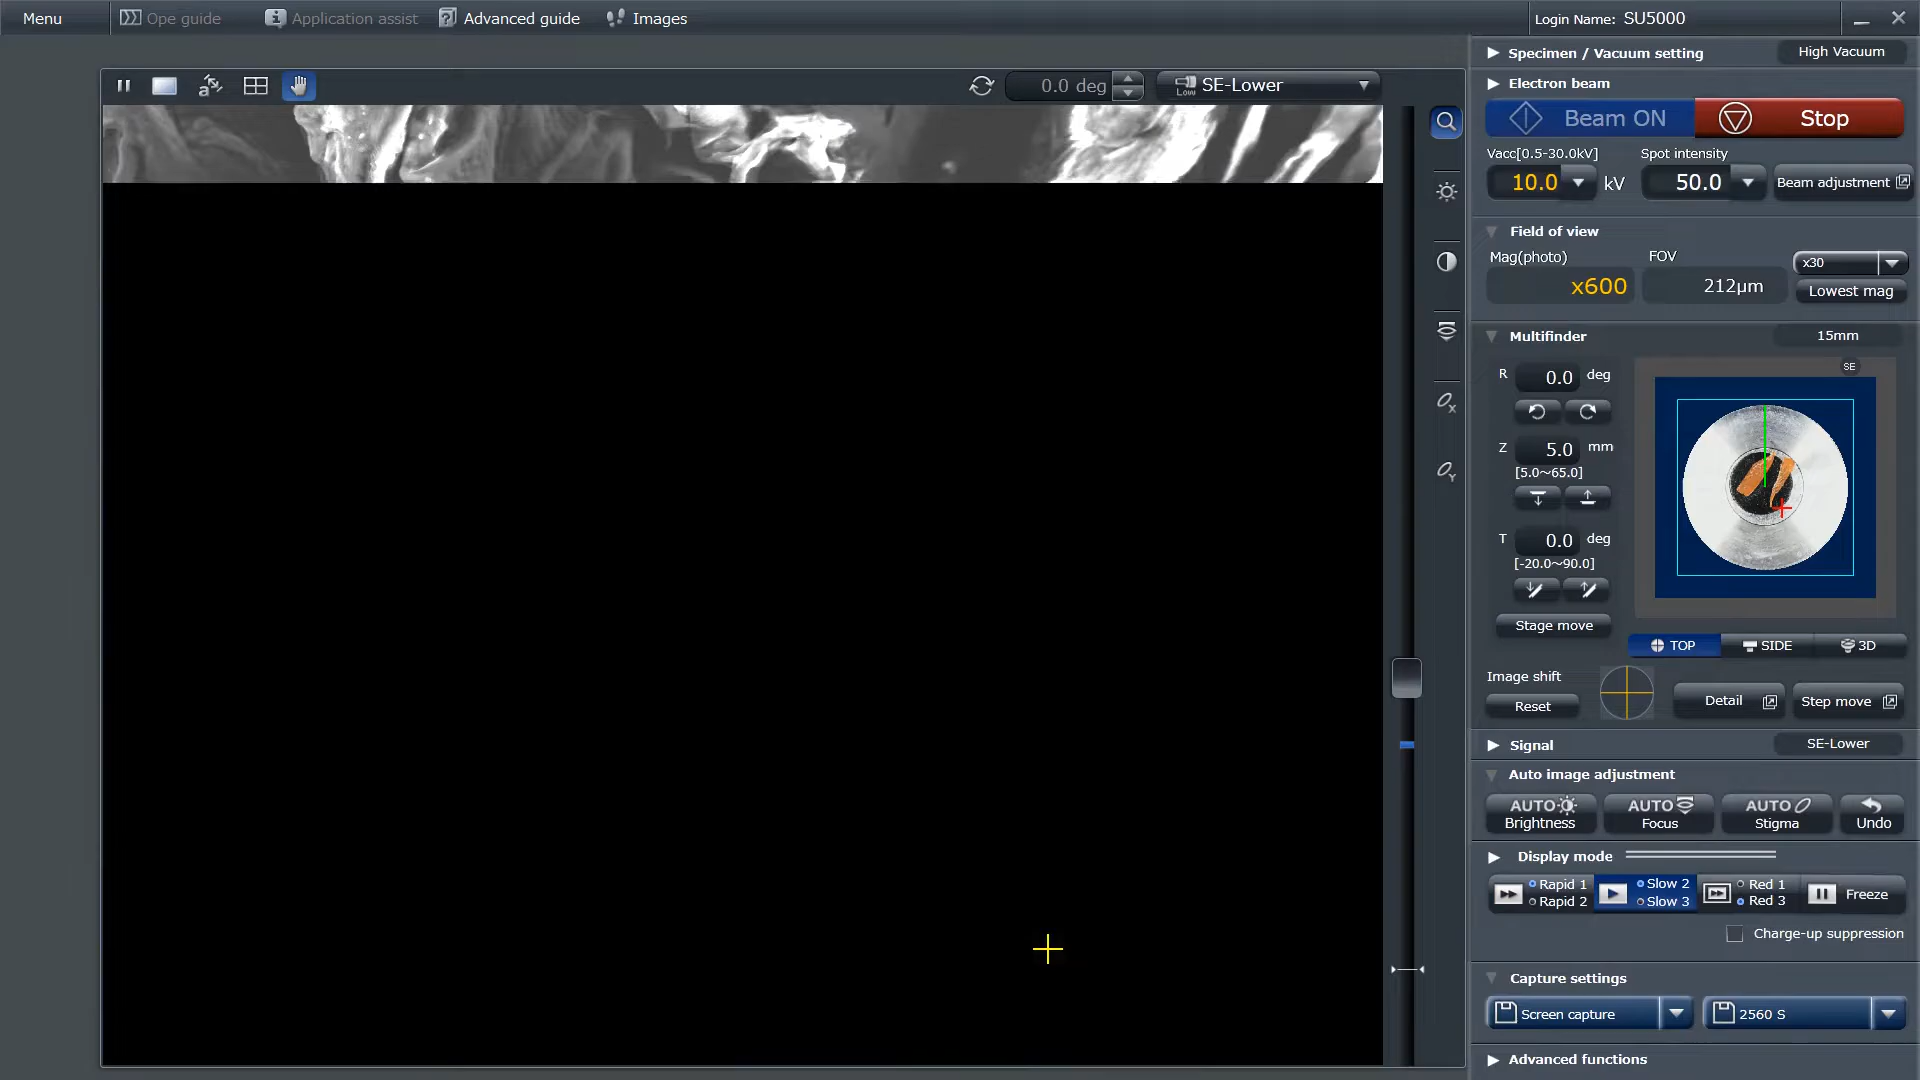 Menu
Ope guide
Application assist
Advanced guide
Images
Login Name: SU5000
0.0 deg
Low
SE-Lower
Specimen / Vacuum setting
High Vacuum
Electron beam
Beam ON
Stop
Vacc[0.5-30.0kV]
Spot intensity
10.0 kV
50.0
Beam adjustment
Field of view
Mag(photo)
FOV
x600
212μm
x30
Lowest mag
Multifinder
15mm
R 0.0 deg
SE
Z 5.0 mm
[5.0~65.0]
T 0.0 deg
[-20.0~90.0]
Stage move
TOP
SIDE
3D
Image shift
Reset
Detail
Step move
Signal
SE-Lower
Auto image adjustment
AUTO
Brightness
AUTO
Focus
AUTO
Stigma
Undo
Display mode
Rapid 1
Rapid 2
Slow 2
Slow 3
Red 1
Red 3
Freeze
Charge-up suppression
Capture settings
Screen capture
2560 S
Advanced functions
X
Y